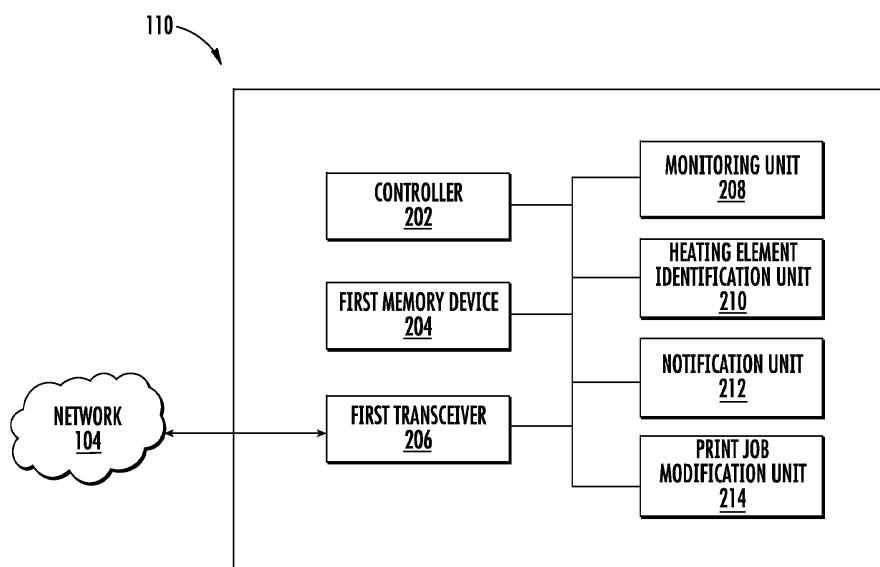 110
CONTROLLER
202
FIRST MEMORY DEVICE
204
FIRST TRANSCEIVER
206
NETWORK
104
MONITORING UNIT
208
HEATING ELEMENT
IDENTIFICATION UNIT
210
NOTIFICATION UNIT
212
PRINT JOB
MODIFICATION UNIT
214